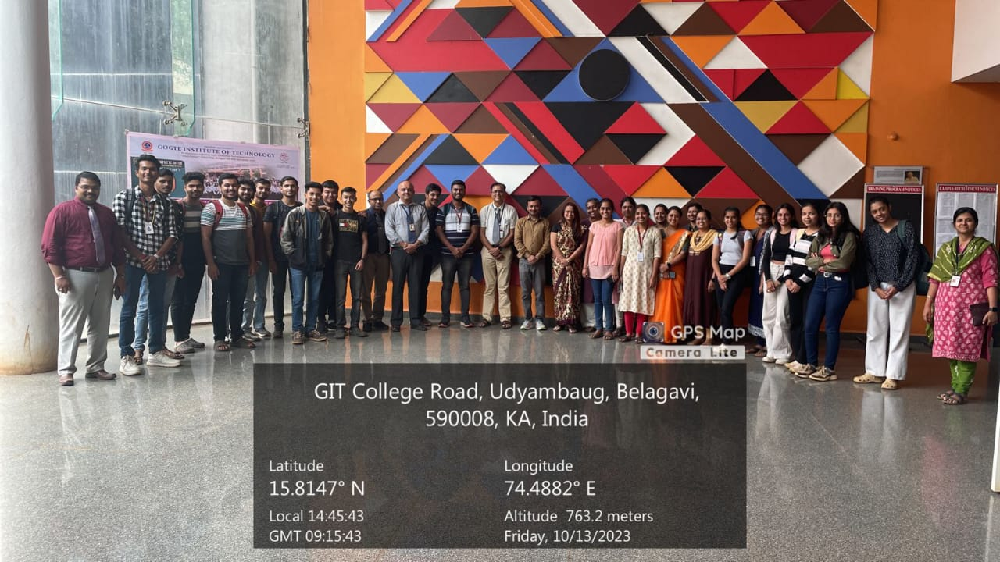 GOGTE INSTITUTE OF TECHNOLOGY
TRAINING PROGRAM NOTICES
CAMPUS RECRUITMENT NOTICES
GPS Map
Camera Lite
GIT College Road, Udyambaug, Belagavi,
590008, KA, India
Latitude
15.8147° N
Longitude
74.4882° E
Local 14:45:43
GMT 09:15:43
Altitude 763.2 meters
Friday, 10/13/2023